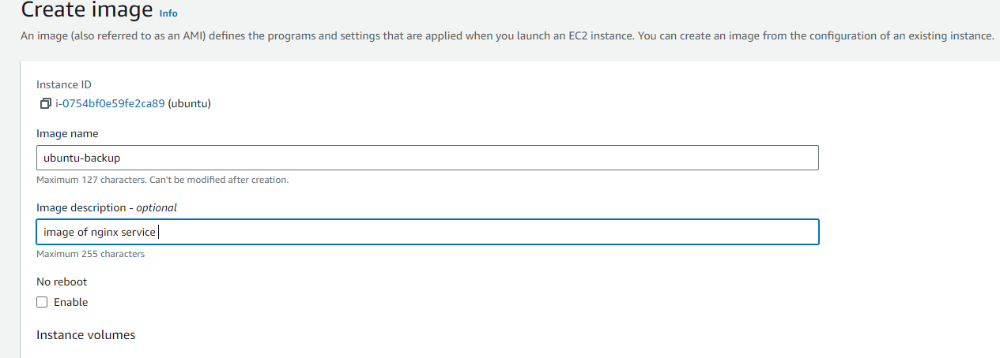 Create image Info
An image (also referred to as an AMI) defines the programs and settings that are applied when you launch an EC2 instance. You can create an image from the configuration of an existing instance.
Instance ID
i-0754bf0e59fe2ca89 (ubuntu)
Image name
ubuntu-backup
Maximum 127 characters. Can't be modified after creation.
Image description - optional
image of nginx service
Maximum 255 characters
No reboot
Enable
Instance volumes